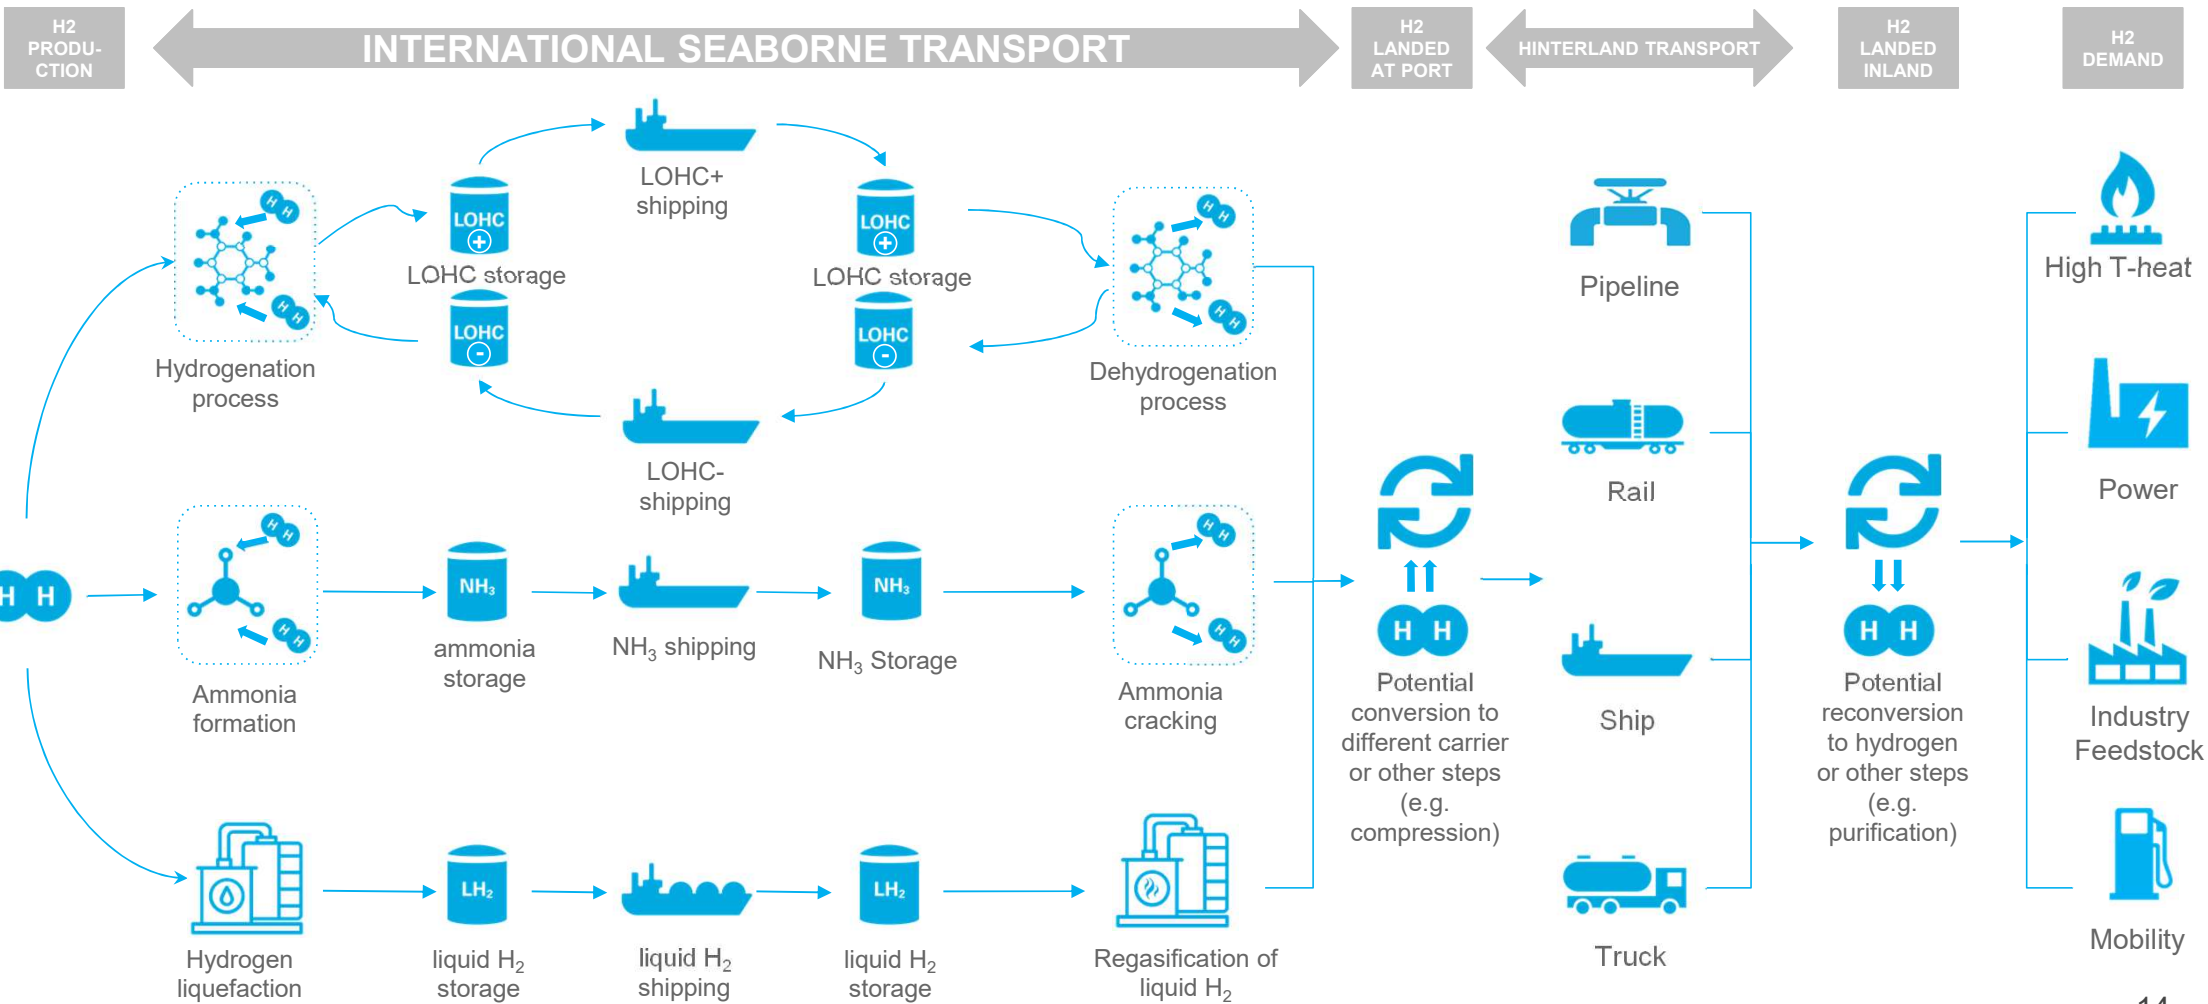 H2
PRODU-
CTION
INTERNATIONAL SEABORNE TRANSPORT
H2
LANDED
AT PORT
HINTERLAND TRANSPORT
H2
LANDED
INLAND
H2
DEMAND
H H
H H
H H
Hydrogenation
process
LOHC
+
LOHC storage
LOHC
-
LOHC+
shipping
LOHC-
shipping
LOHC
+
LOHC storage
LOHC
-
H H
H H
Dehydrogenation
process
H H
H H
Ammonia
formation
NH₃
ammonia
storage
NH₃ shipping
NH₃
NH₃ Storage
H H
H H
Ammonia
cracking
Hydrogen
liquefaction
LH₂
liquid H₂
storage
liquid H₂
shipping
LH₂
liquid H₂
storage
Regasification of
liquid H₂
H H
Potential
conversion to
different carrier
or other steps
(e.g.
compression)
Pipeline
Rail
Ship
Truck
H H
Potential
reconversion
to hydrogen
or other steps
(e.g.
purification)
High T-heat
Power
Industry
Feedstock
Mobility